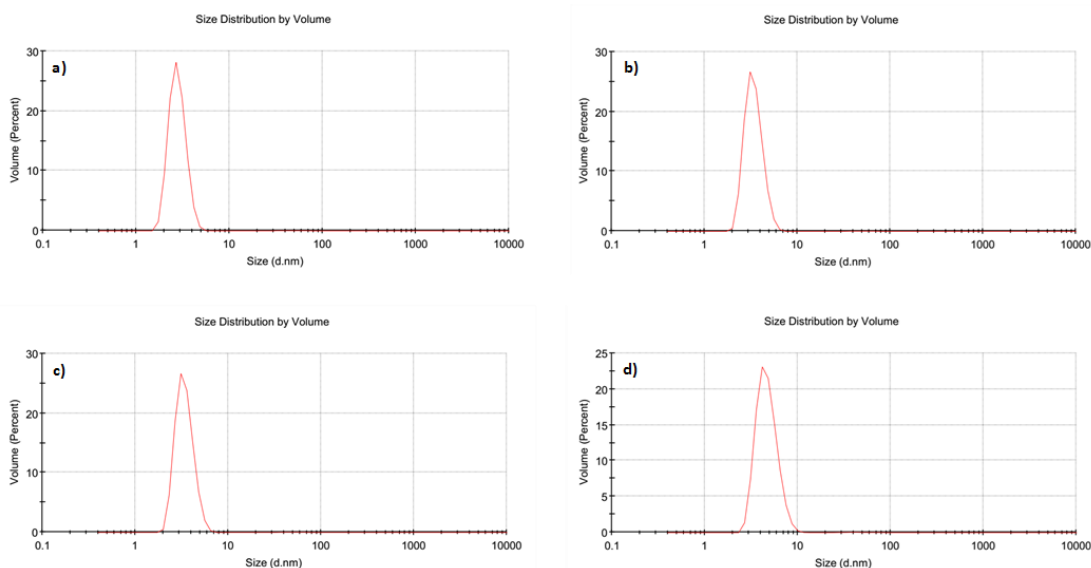 Size Distribution by Volume
a)
30
20
10
0
Volume (Percent)
0.1 1 10 100 1000 10000
Size (d.nm)
Size Distribution by Volume
b)
30
20
10
0
Volume (Percent)
0.1 1 10 100 1000 10000
Size (d.nm)
Size Distribution by Volume
c)
30
20
10
0
Volume (Percent)
0.1 1 10 100 1000 10000
Size (d.nm)
Size Distribution by Volume
d)
25
20
15
10
5
0
Volume (Percent)
0.1 1 10 100 1000 10000
Size (d.nm)